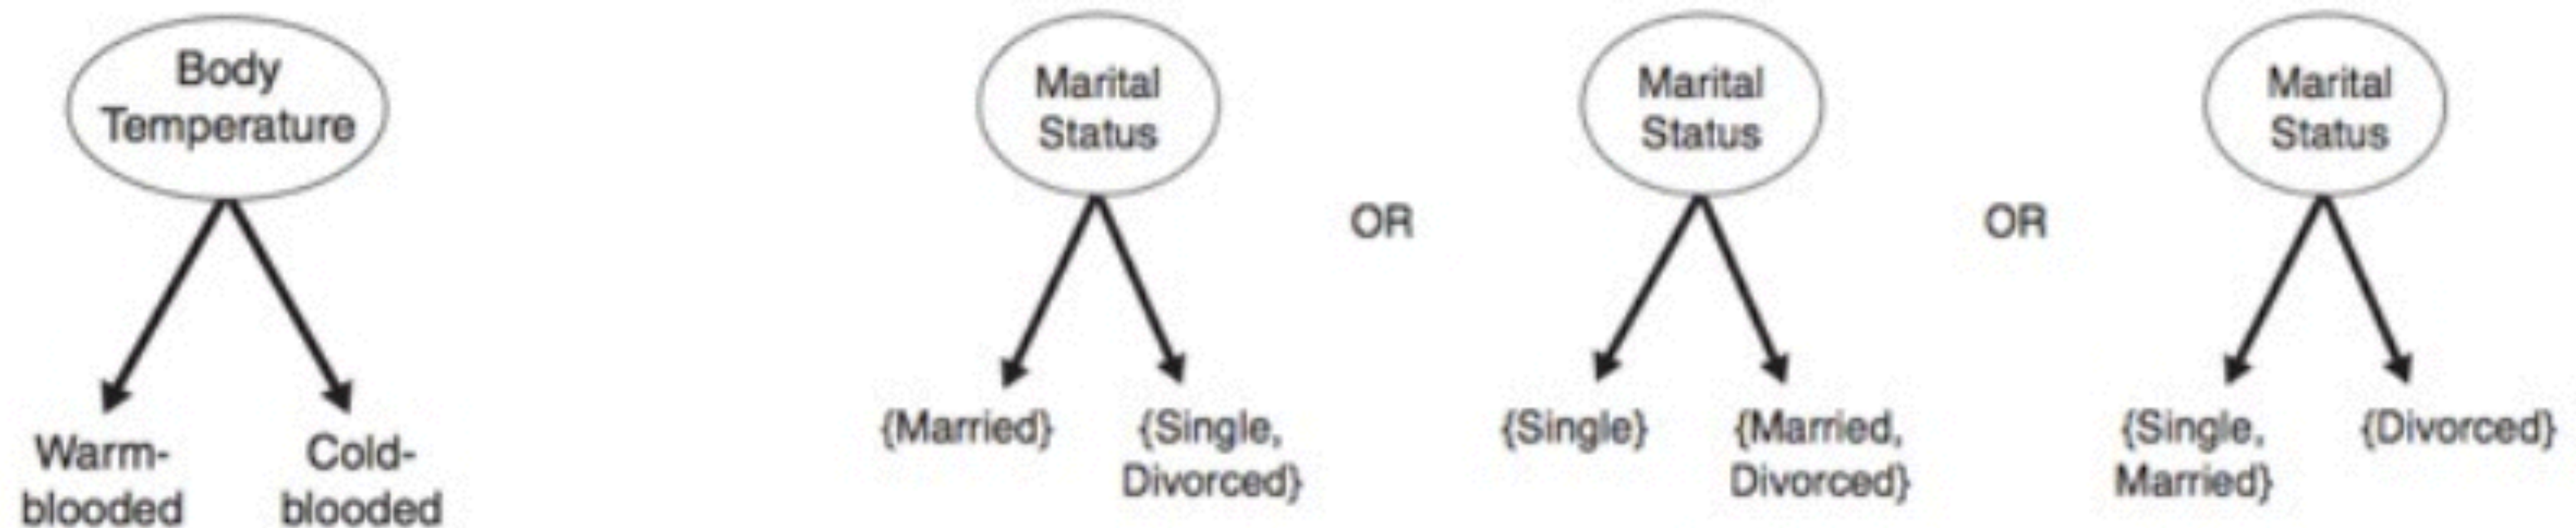 Body
Temperature
Warm-
blooded
Cold-
blooded
Marital
Status
{Married}
{Single,
Divorced}
OR
Marital
Status
{Single}
{Married,
Divorced}
OR
Marital
Status
{Single,
Married}
{Divorced}